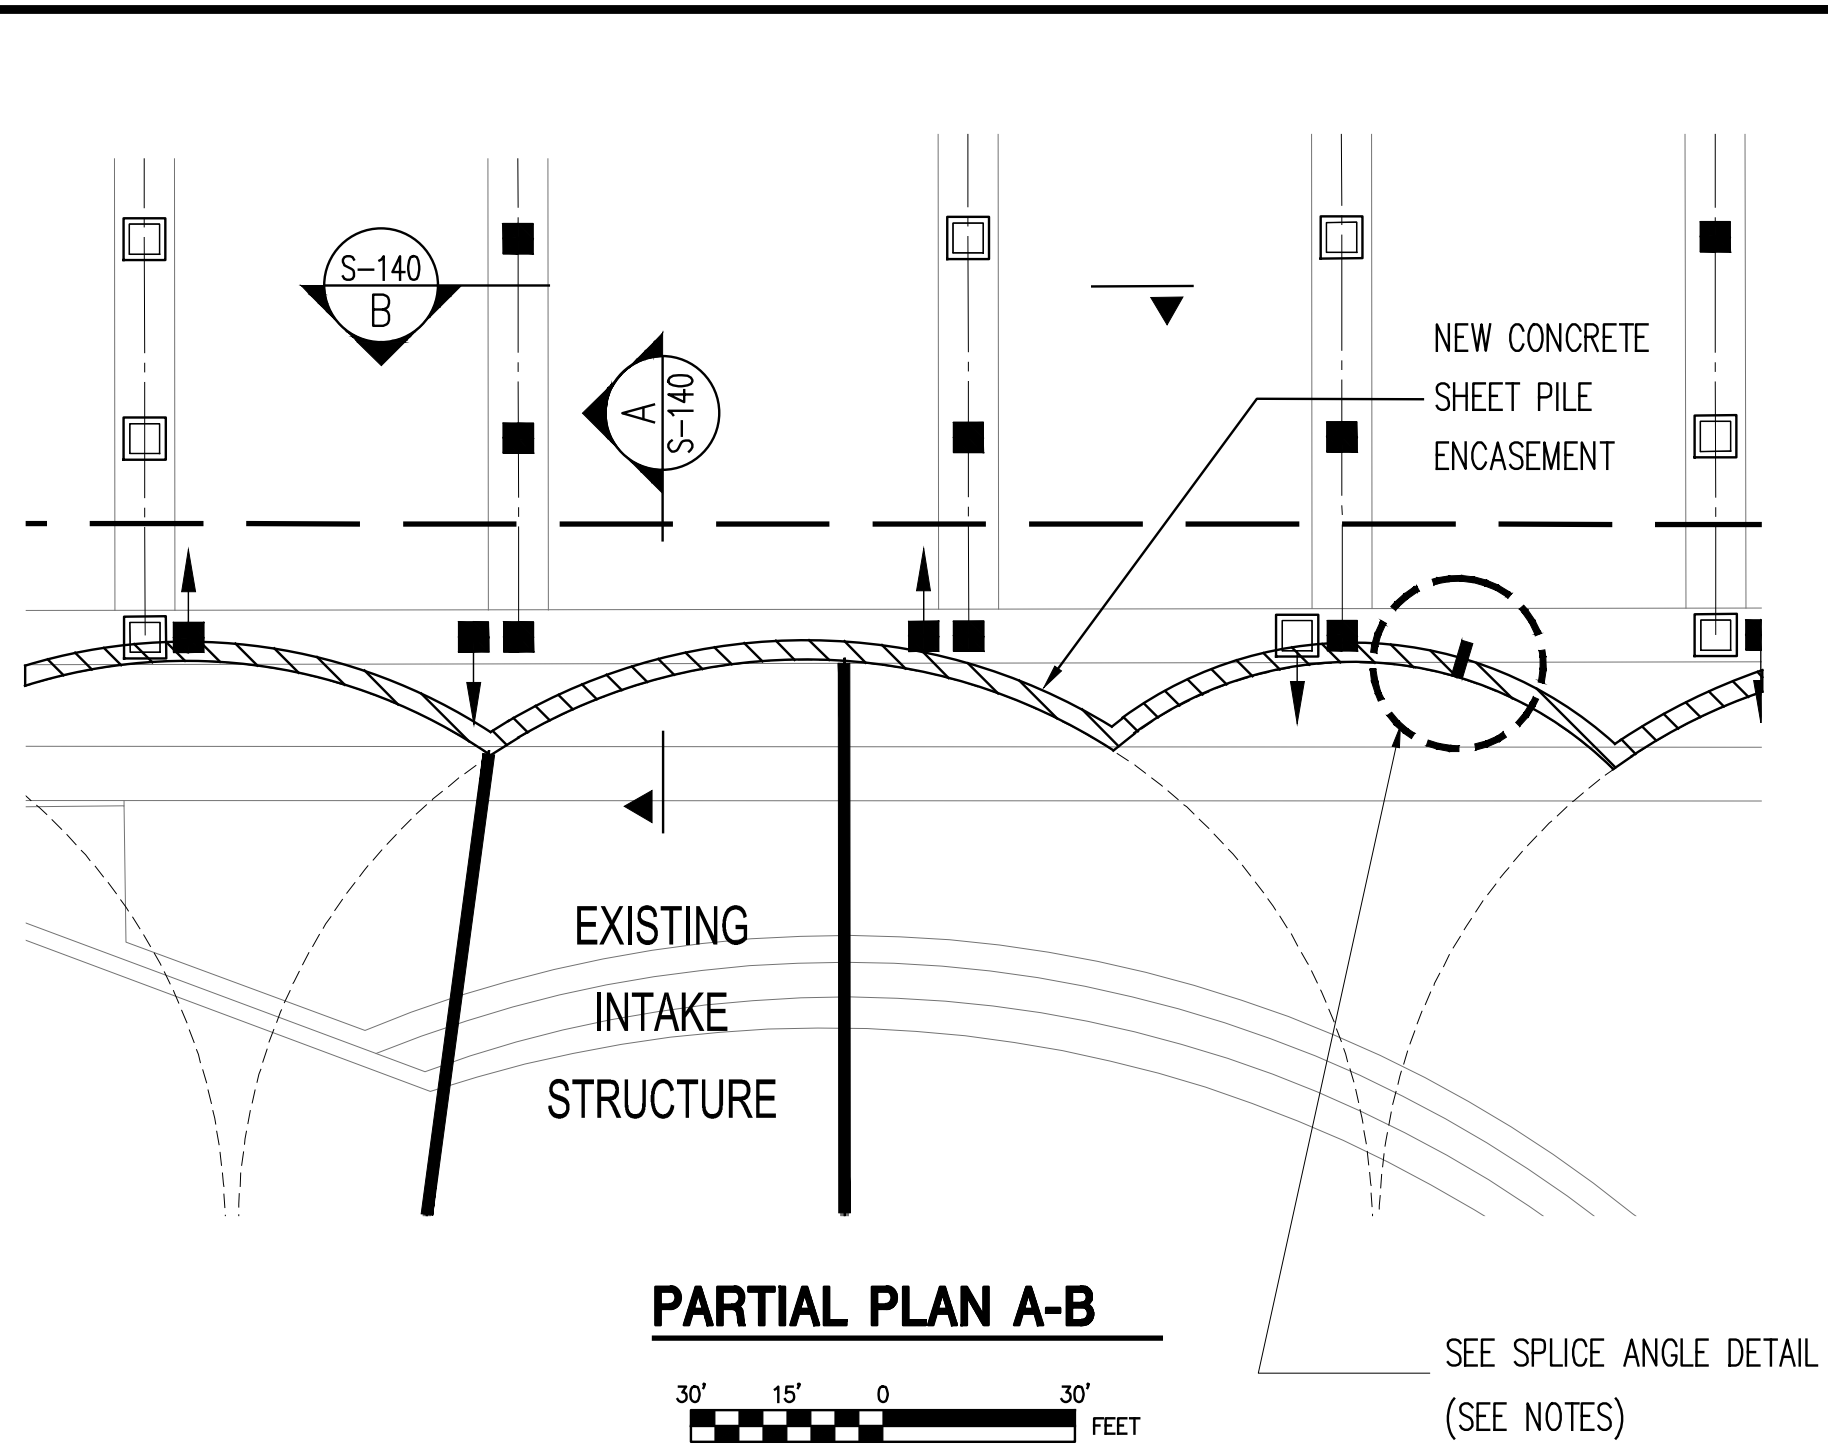 S-140
B
A
S-140
NEW CONCRETE
SHEET PILE
ENCASEMENT
EXISTING
INTAKE
STRUCTURE
PARTIAL PLAN A-B
30' 15' 0 30'
FEET
SEE SPLICE ANGLE DETAIL
(SEE NOTES)